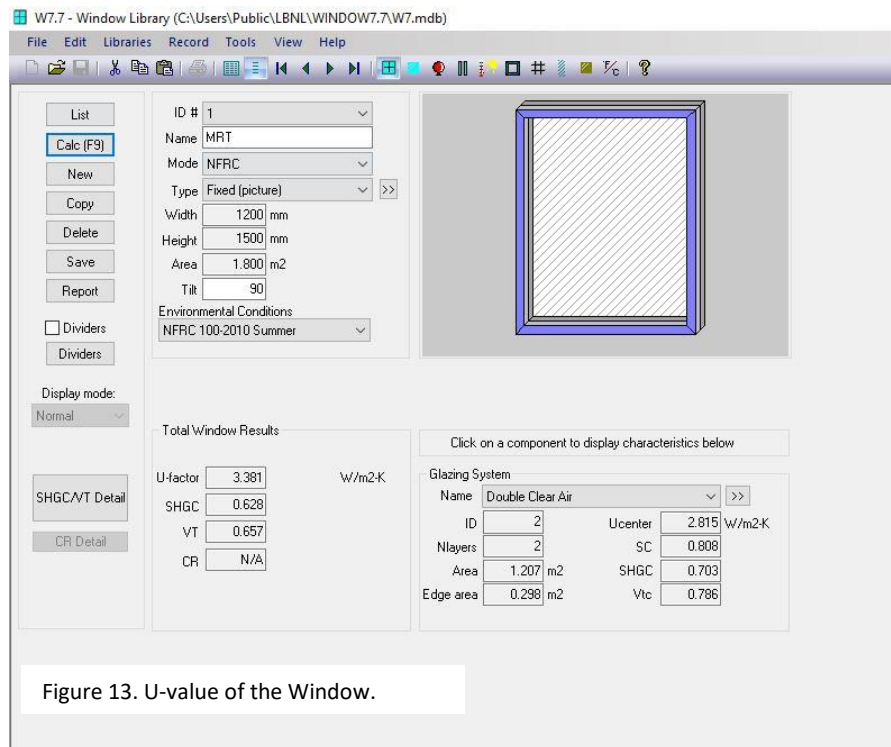 W7.7 - Window Library (C:\Users\Public\LBNL\WINDOW7.7\W7.mdb)
File Edit Libraries Record Tools View Help
List
Calc (F9)
New
Copy
Delete
Save
Report
Dividers
Dividers
Display mode:
Normal
SHGC/VT Detail
CR Detail
ID # 1
Name MRT
Mode NFRC
Type Fixed (picture) >>
Width 1200 mm
Height 1500 mm
Area 1.800 m2
Tilt 90
Environmental Conditions
NFRC 100-2010 Summer
Total Window Results
U-factor 3.381 W/m2-K
SHGC 0.628
VT 0.657
CR N/A
Click on a component to display characteristics below
Glazing System
Name Double Clear Air >>
ID 2 Ucenter 2.815 W/m2-K
Nlayers 2 SC 0.808
Area 1.207 m2 SHGC 0.703
Edge area 0.298 m2 Vtc 0.786
Figure 13. U-value of the Window.